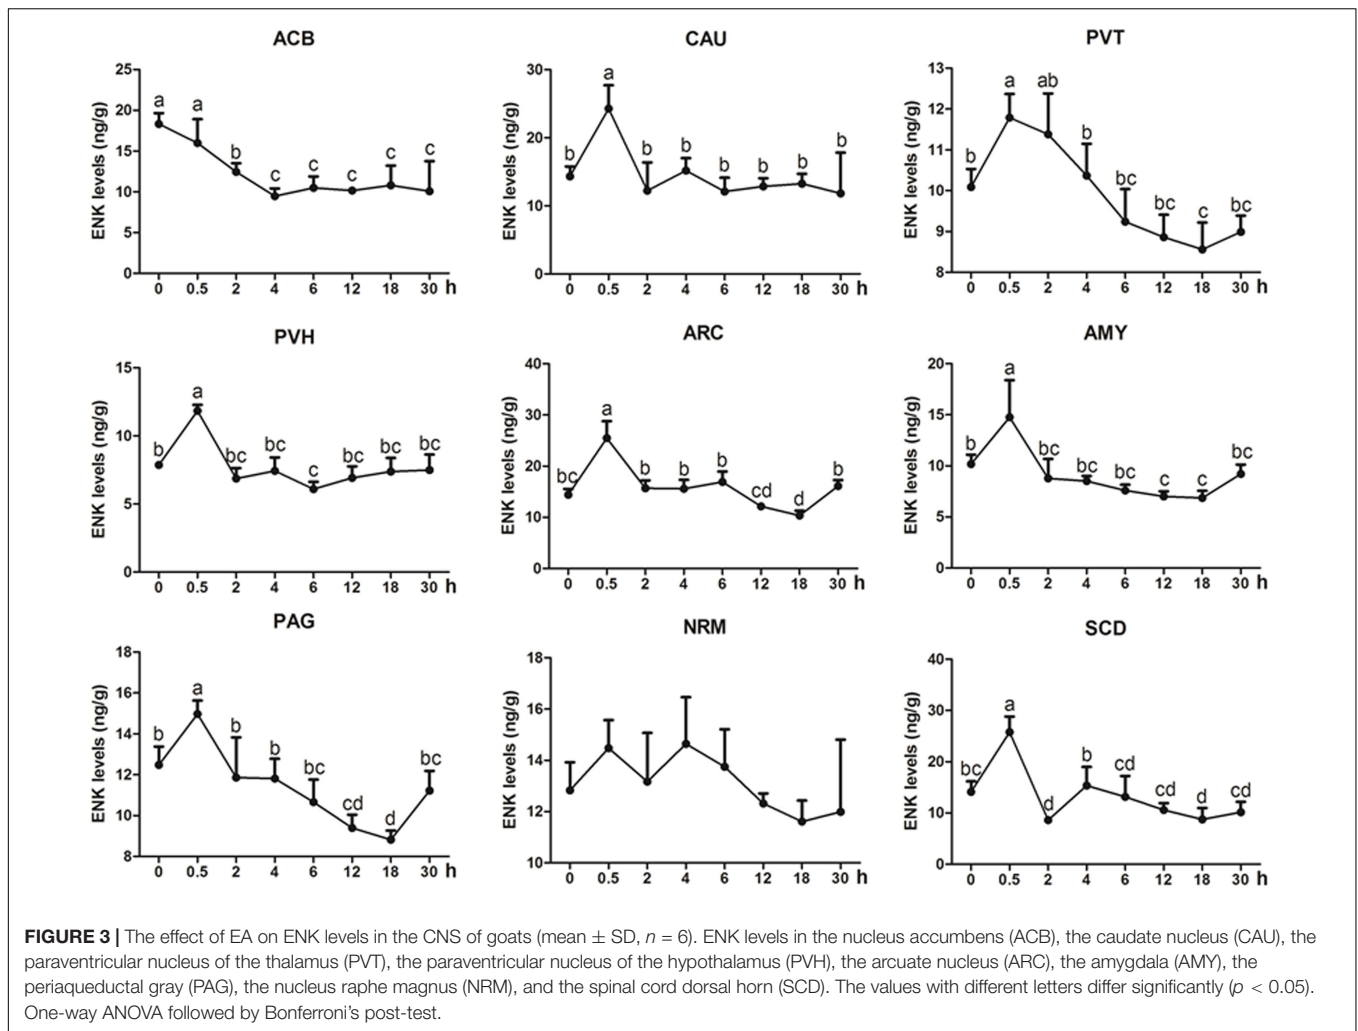 ACB
ENK levels (ng/g)
25
20
15
10
5
0
a
a
b
c
c
c
c
c
0 0.5 2 4 6 12 18 30 h
CAU
ENK levels (ng/g)
30
20
10
0
b
a
b
b
b
b
b
b
0 0.5 2 4 6 12 18 30 h
PVT
ENK levels (ng/g)
13
12
11
10
9
8
b
a
ab
b
bc
bc
c
bc
0 0.5 2 4 6 12 18 30 h
PVH
ENK levels (ng/g)
15
10
5
0
b
a
bc
bc
c
bc
bc
bc
0 0.5 2 4 6 12 18 30 h
ARC
ENK levels (ng/g)
40
30
20
10
0
bc
a
b
b
b
cd
d
b
0 0.5 2 4 6 12 18 30 h
AMY
ENK levels (ng/g)
20
15
10
5
0
b
a
bc
bc
bc
c
c
bc
0 0.5 2 4 6 12 18 30 h
PAG
ENK levels (ng/g)
18
16
14
12
10
8
b
a
b
b
bc
cd
d
bc
0 0.5 2 4 6 12 18 30 h
NRM
ENK levels (ng/g)
18
16
14
12
10
0 0.5 2 4 6 12 18 30 h
SCD
ENK levels (ng/g)
40
30
20
10
0
bc
a
d
b
cd
cd
d
cd
0 0.5 2 4 6 12 18 30 h
FIGURE 3 | The effect of EA on ENK levels in the CNS of goats (mean ± SD, n = 6). ENK levels in the nucleus accumbens (ACB), the caudate nucleus (CAU), the
paraventricular nucleus of the thalamus (PVT), the paraventricular nucleus of the hypothalamus (PVH), the arcuate nucleus (ARC), the amygdala (AMY), the
periaqueductal gray (PAG), the nucleus raphe magnus (NRM), and the spinal cord dorsal horn (SCD). The values with different letters differ significantly (p < 0.05).
One-way ANOVA followed by Bonferroni's post-test.